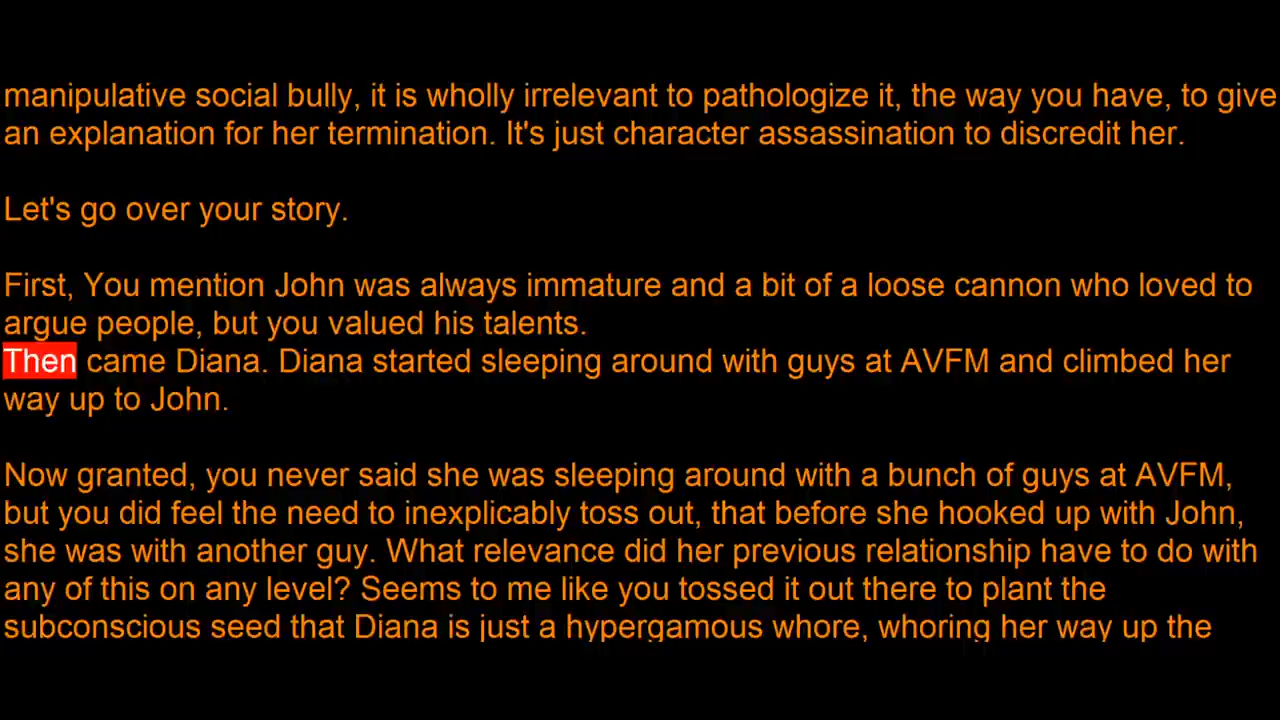 manipulative social bully, it is wholly irrelevant to pathologize it, the way you have, to give
an explanation for her termination. It's just character assassination to discredit her.
Let's go over your story.
First, You mention John was always immature and a bit of a loose cannon who loved to
argue people, but you valued his talents.
Then came Diana. Diana started sleeping around with guys at AVFM and climbed her
way up to John.
Now granted, you never said she was sleeping around with a bunch of guys at AVFM,
but you did feel the need to inexplicably toss out, that before she hooked up with John,
she was with another guy. What relevance did her previous relationship have to do with
any of this on any level? Seems to me like you tossed it out there to plant the
subconscious seed that Diana is just a hypergamous whore, whoring her way up the